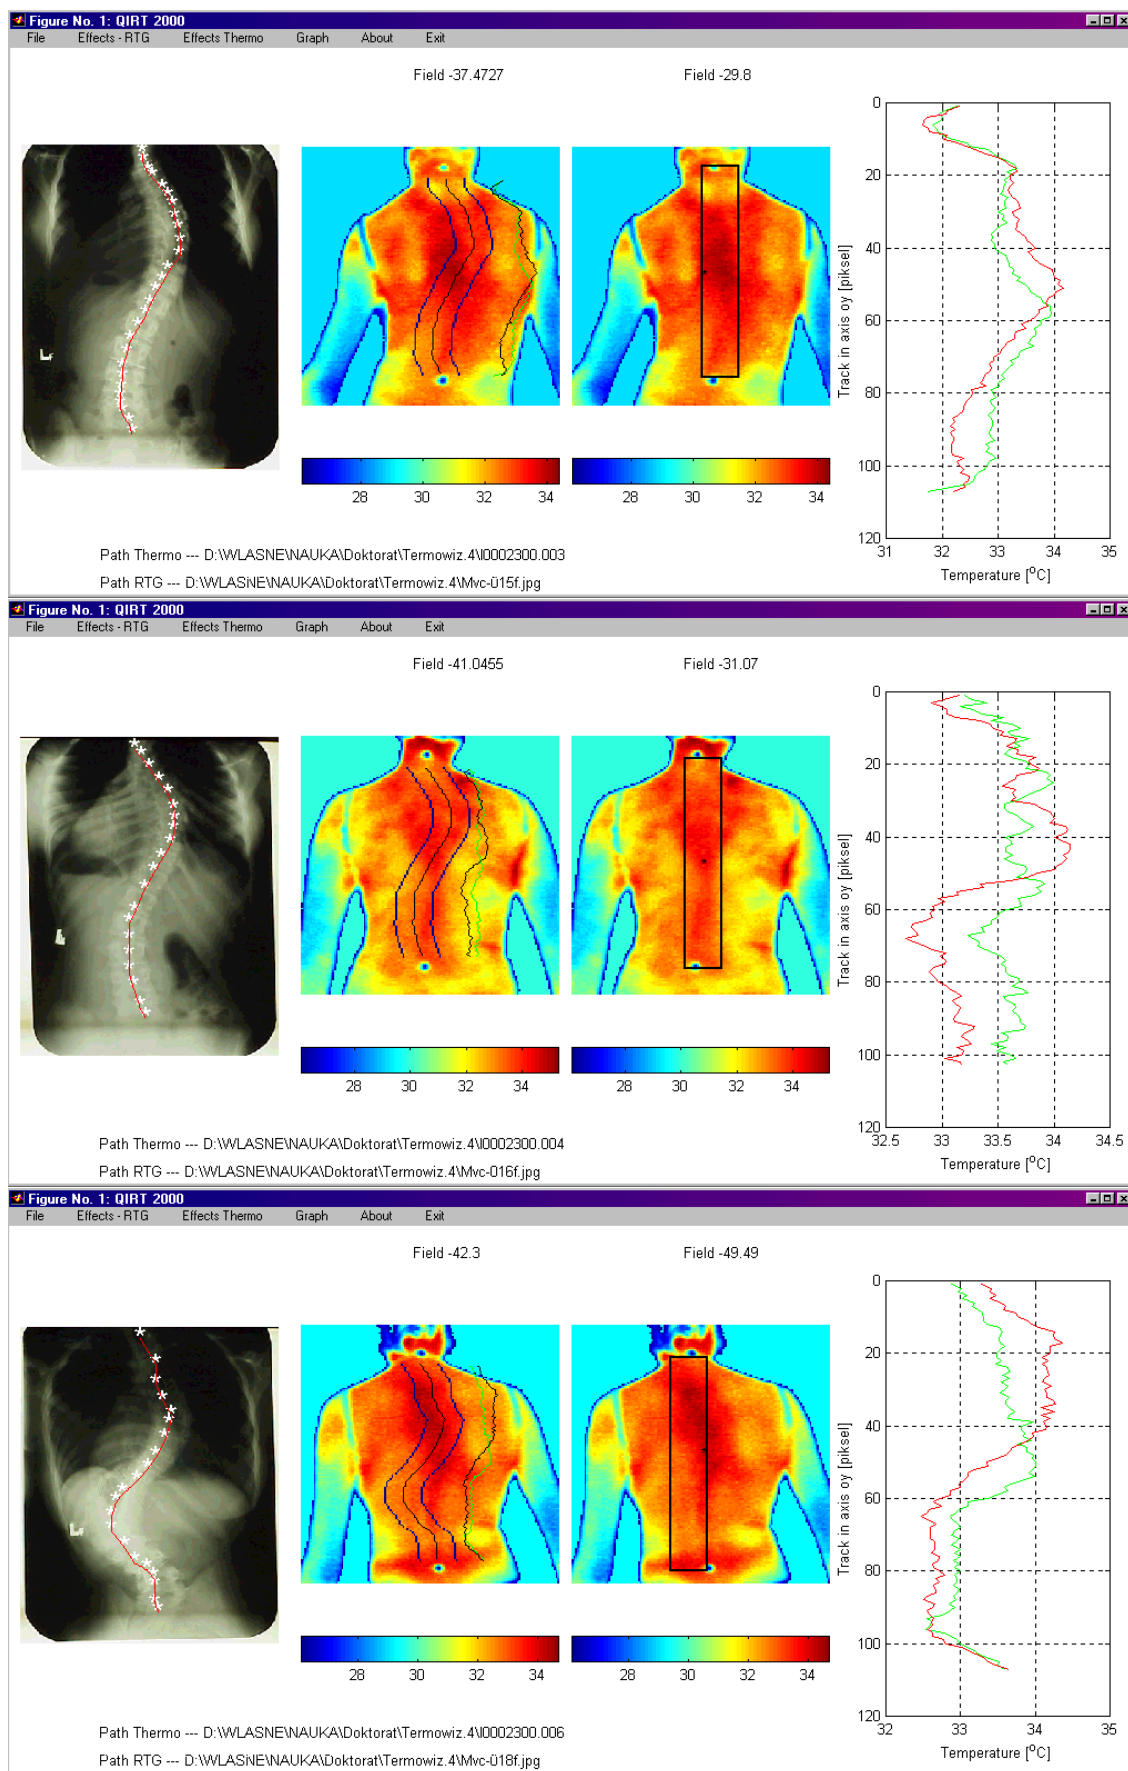 Figure No. 1: QIRT 2000
File Effects - RTG Effects Thermo Graph About Exit
Field -37.4727 Field -29.8
0
20
40
60
80
100
120
31 32 33 34 35
Track in axis oy [piksel]
Temperature [°C]
28 30 32 34
28 30 32 34
Path Thermo --- D:\WLASNE\NAUKA\Doktorat\Termowiz.4\I0002300.003
Path RTG --- D:\WLASNE\NAUKA\Doktorat\Termowiz.4\Mvc-015f.jpg
Figure No. 1: QIRT 2000
File Effects - RTG Effects Thermo Graph About Exit
Field -41.0455 Field -31.07
0
20
40
60
80
100
120
32.5 33 33.5 34 34.5
Track in axis oy [piksel]
Temperature [°C]
28 30 32 34
28 30 32 34
Path Thermo --- D:\WLASNE\NAUKA\Doktorat\Termowiz.4\I0002300.004
Path RTG --- D:\WLASNE\NAUKA\Doktorat\Termowiz.4\Mvc-016f.jpg
Figure No. 1: QIRT 2000
File Effects - RTG Effects Thermo Graph About Exit
Field -42.3 Field -49.49
0
20
40
60
80
100
120
32 33 34 35
Track in axis oy [piksel]
Temperature [°C]
28 30 32 34
28 30 32 34
Path Thermo --- D:\WLASNE\NAUKA\Doktorat\Termowiz.4\I0002300.006
Path RTG --- D:\WLASNE\NAUKA\Doktorat\Termowiz.4\Mvc-018f.jpg